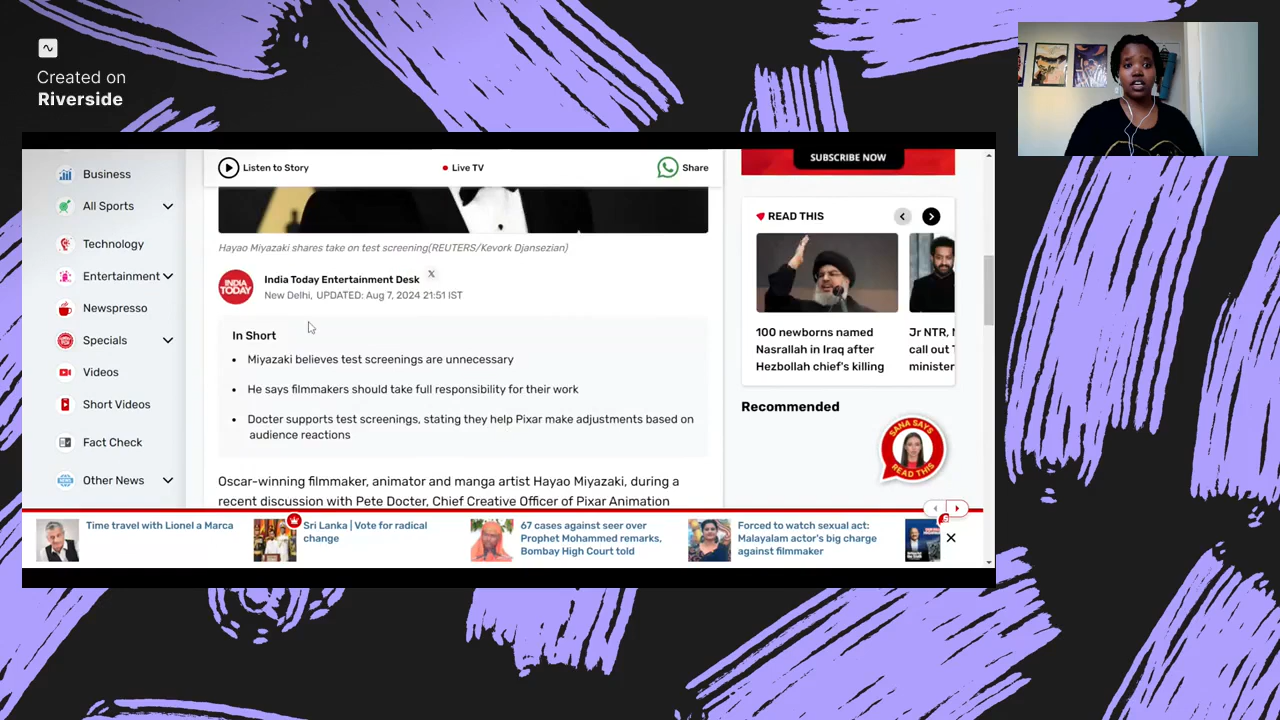 Created on
Riverside
Business
All Sports
Technology
Entertainment
Newspresso
Specials
Videos
Short Videos
Fact Check
Other News
Listen to Story
Live TV
Share
Hayao Miyazaki shares take on test screening(REUTERS/Kevork Djansezian)
INDIA
TODAY
India Today Entertainment Desk
New Delhi, UPDATED: Aug 7, 2024 21:51 IST
In Short
Miyazaki believes test screenings are unnecessary
He says filmmakers should take full responsibility for their work
Docter supports test screenings, stating they help Pixar make adjustments based on
audience reactions
Oscar-winning filmmaker, animator and manga artist Hayao Miyazaki, during a
recent discussion with Pete Docter, Chief Creative Officer of Pixar Animation
SUBSCRIBE NOW
READ THIS
100 newborns named
Nasrallah in Iraq after
Hezbollah chief's killing
Jr NTR,
call out
minister
Recommended
SANA SAYS
READ THIS
Time travel with Lionel a Marca
Sri Lanka | Vote for radical
change
67 cases against seer over
Prophet Mohammed remarks,
Bombay High Court told
Forced to watch sexual act:
Malayalam actor's big charge
against filmmaker